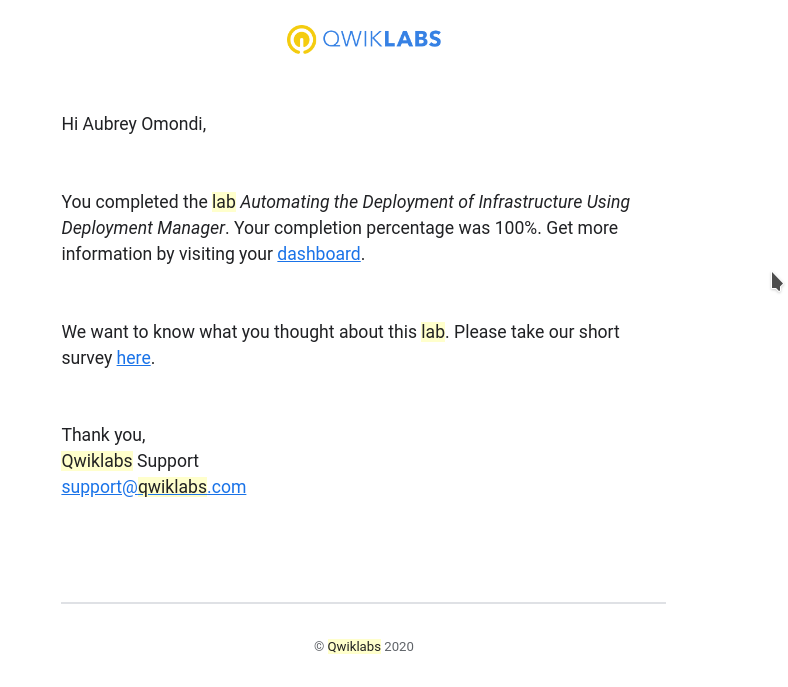 QWIKLABS
Hi Aubrey Omondi,
You completed the lab Automating the Deployment of Infrastructure Using
Deployment Manager. Your completion percentage was 100%. Get more
information by visiting your dashboard.
We want to know what you thought about this lab. Please take our short
survey here.
Thank you,
Qwiklabs Support
support@qwiklabs.com
© Qwiklabs 2020